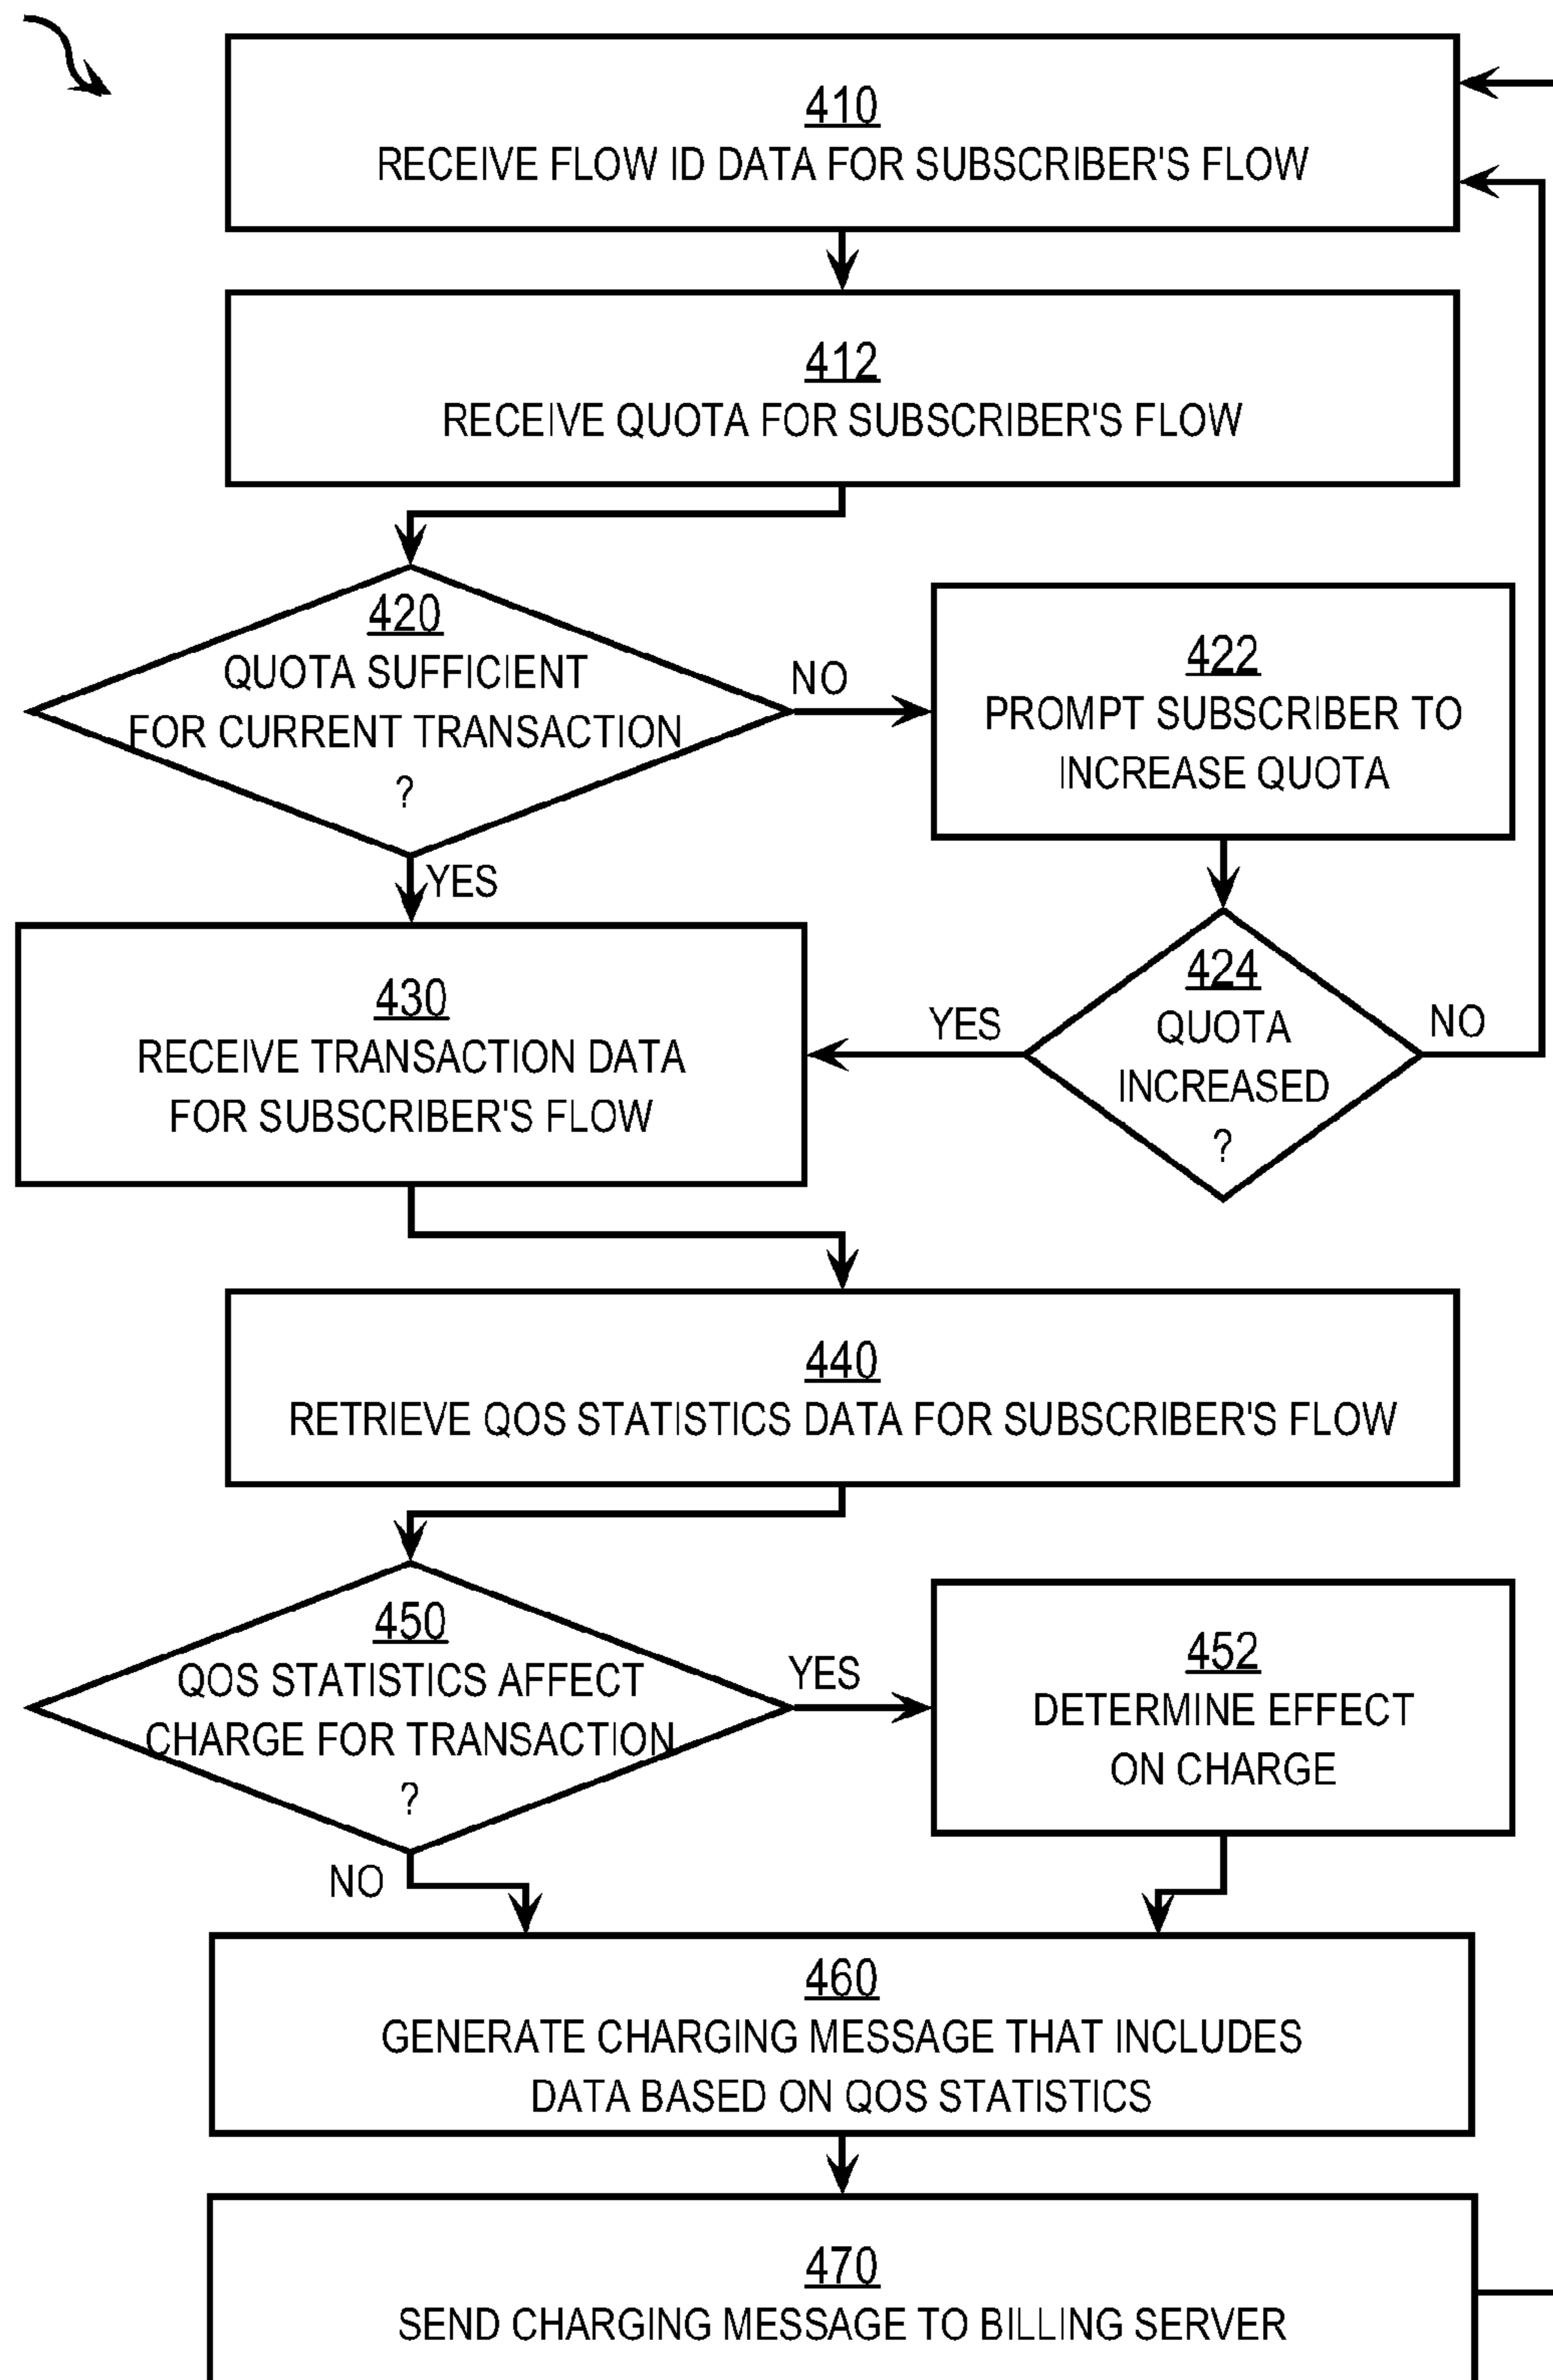 410
RECEIVE FLOW ID DATA FOR SUBSCRIBER'S FLOW
412
RECEIVE QUOTA FOR SUBSCRIBER'S FLOW
420
QUOTA SUFFICIENT
FOR CURRENT TRANSACTION
?
NO
YES
422
PROMPT SUBSCRIBER TO
INCREASE QUOTA
424
QUOTA
INCREASED
?
YES
NO
430
RECEIVE TRANSACTION DATA
FOR SUBSCRIBER'S FLOW
440
RETRIEVE QOS STATISTICS DATA FOR SUBSCRIBER'S FLOW
450
QOS STATISTICS AFFECT
CHARGE FOR TRANSACTION
?
YES
NO
452
DETERMINE EFFECT
ON CHARGE
460
GENERATE CHARGING MESSAGE THAT INCLUDES
DATA BASED ON QOS STATISTICS
470
SEND CHARGING MESSAGE TO BILLING SERVER